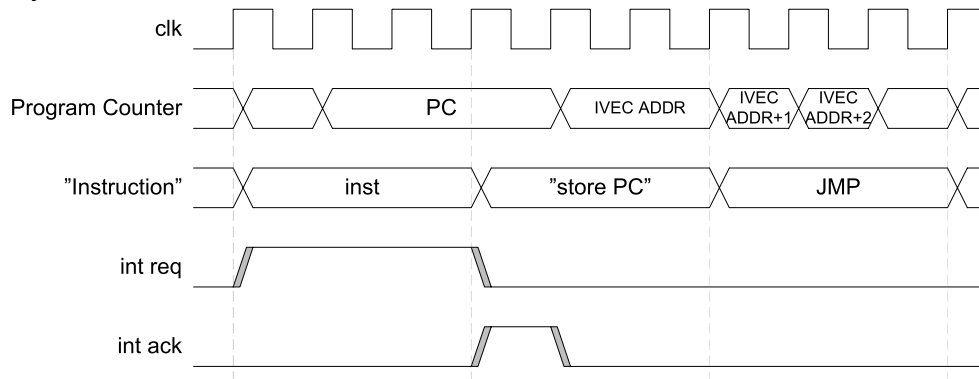 clk
Program Counter
PC
IVEC ADDR
IVEC
ADDR+1
IVEC
ADDR+2
”Instruction”
inst
”store PC”
JMP
int req
int ack